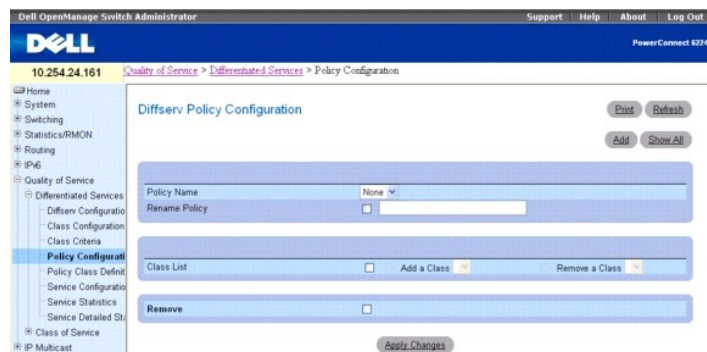 Dell OpenManage Switch Administrator
Support Help About Log Out
DELL
PowerConnect 6224
10.254.24.161
Quality of Service > Differentiated Services > Policy Configuration
Home
System
Switching
Statistics/RMON
Routing
IPv6
Quality of Service
Differentiated Services
Diffserv Configuratio
Class Configuration
Class Criteria
Policy Configurati
Policy Class Definit
Service Configuratio
Service Statistics
Service Detailed Sta
Class of Service
IP Multicast
Diffserv Policy Configuration
Print Refresh
Add Show All
Policy Name None
Rename Policy
Class List Add a Class Remove a Class
Remove
Apply Changes